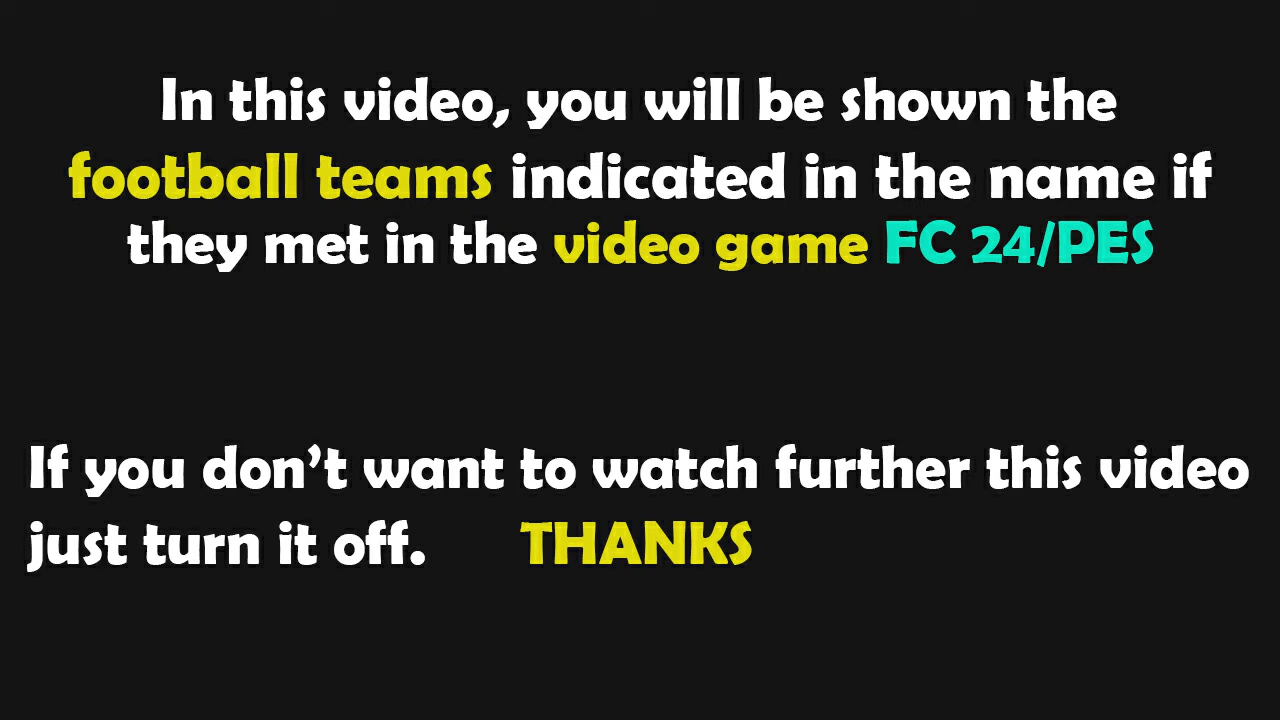 In this video, you will be shown the
football teams indicated in the name if
they met in the video game FC 24/PES
If you don't want to watch further this video
just turn it off. THANKS